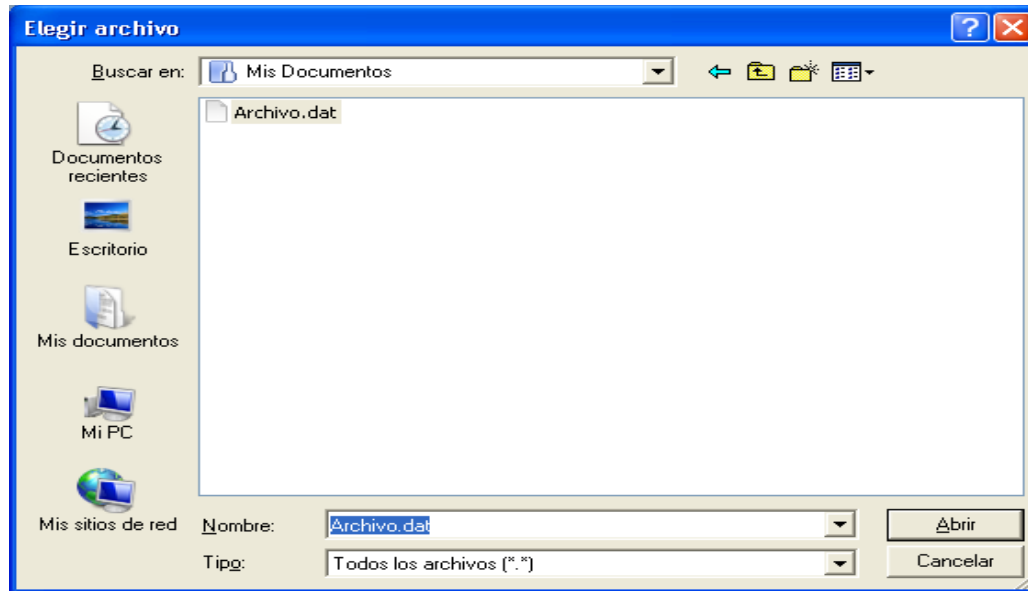 Elegir archivo
Buscar en: Mis Documentos
Archivo.dat
Documentos
recientes
Escritorio
Mis documentos
Mi PC
Mis sitios de red
Nombre: Archivo.dat Abrir
Tipo: Todos los archivos (*.*) Cancelar